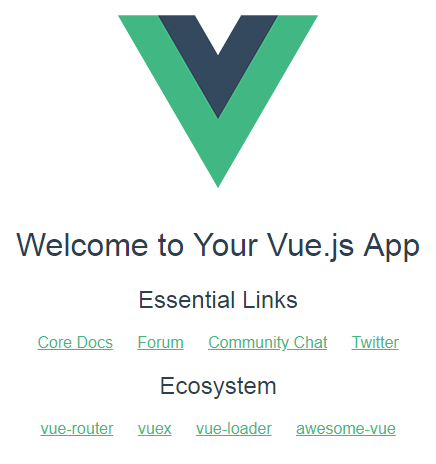 Welcome to Your Vue.js App
Essential Links
Core Docs Forum Community Chat Twitter
Ecosystem
vue-router vuex vue-loader awesome-vue